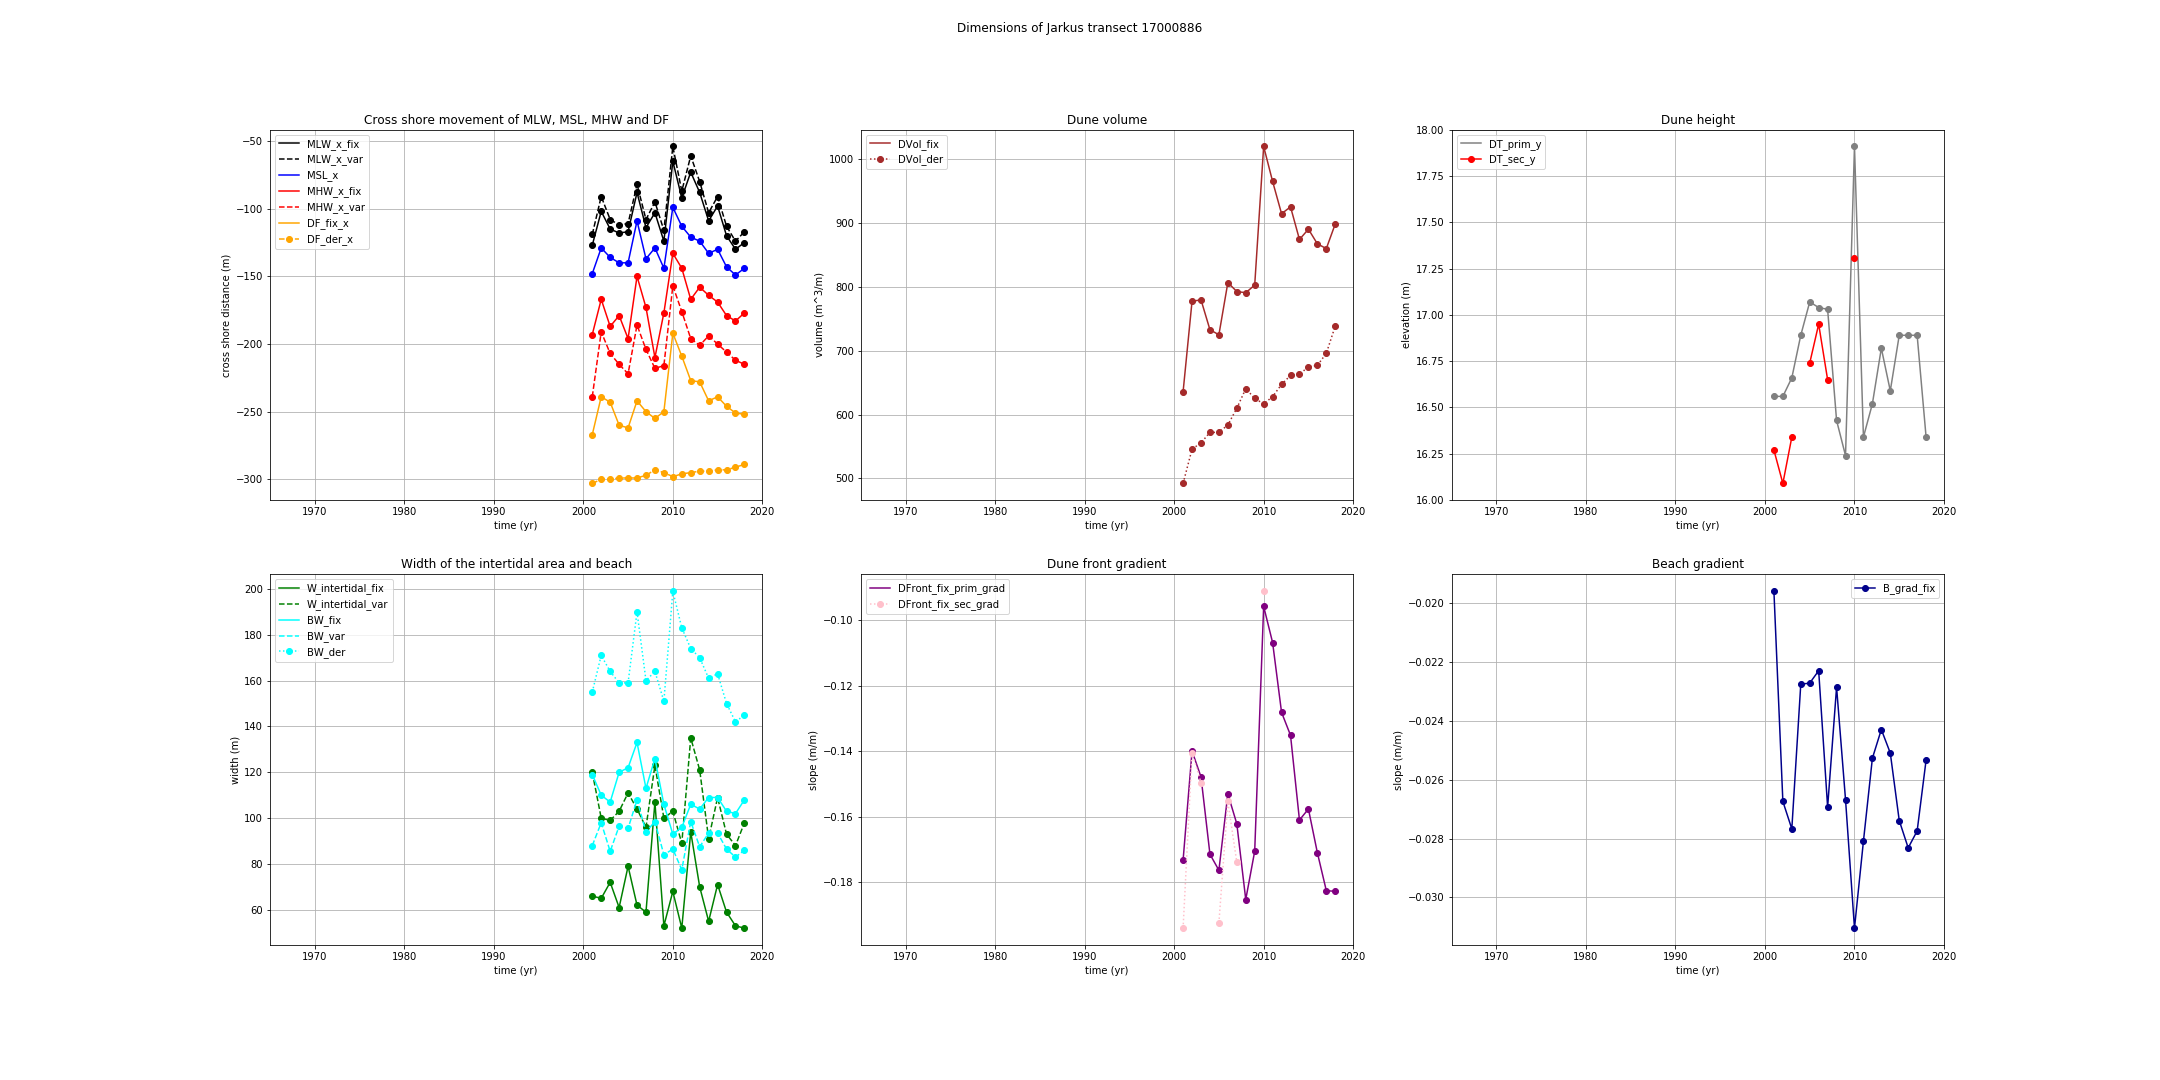 Dimensions of Jarkus transect 17000886
Cross shore movement of MLW, MSL, MHW and DF
cross shore distance (m)
−50
−100
−150
−200
−250
−300
MLW_x_fix
MLW_x_var
MSL_x
MHW_x_fix
MHW_x_var
DF_fix_x
DF_der_x
1970 1980 1990 2000 2010 2020
time (yr)
Dune volume
volume (m^3/m)
1000
900
800
700
600
500
DVol_fix
DVol_der
1970 1980 1990 2000 2010 2020
time (yr)
Dune height
elevation (m)
18.00
17.75
17.50
17.25
17.00
16.75
16.50
16.25
16.00
DT_prim_y
DT_sec_y
1970 1980 1990 2000 2010 2020
time (yr)
Width of the intertidal area and beach
width (m)
200
180
160
140
120
100
80
60
W_intertidal_fix
W_intertidal_var
BW_fix
BW_var
BW_der
1970 1980 1990 2000 2010 2020
time (yr)
Dune front gradient
slope (m/m)
−0.10
−0.12
−0.14
−0.16
−0.18
DFront_fix_prim_grad
DFront_fix_sec_grad
1970 1980 1990 2000 2010 2020
time (yr)
Beach gradient
slope (m/m)
−0.020
−0.022
−0.024
−0.026
−0.028
−0.030
B_grad_fix
1970 1980 1990 2000 2010 2020
time (yr)